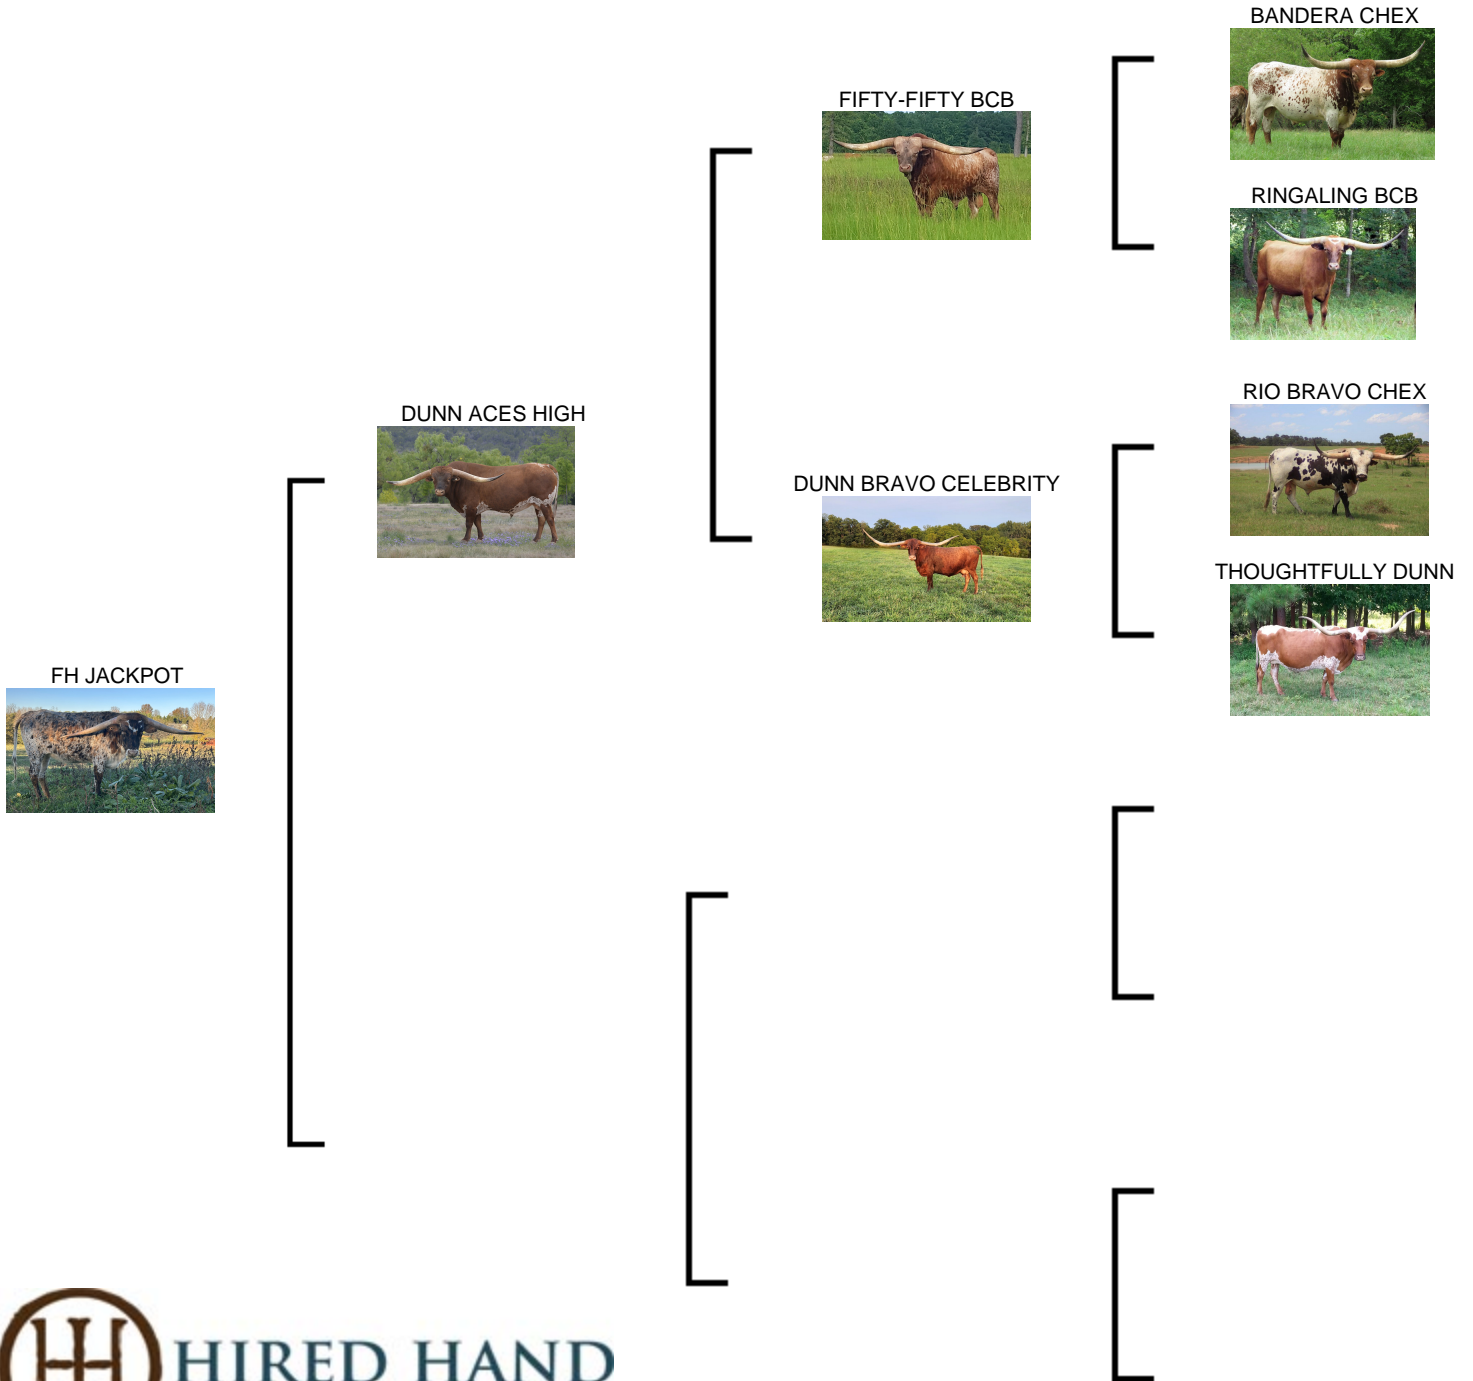 BANDERA CHEX
FIFTY-FIFTY BCB
RINGALING BCB
RIO BRAVO CHEX
DUNN ACES HIGH
DUNN BRAVO CELEBRITY
THOUGHTFULLY DUNN
FH JACKPOT
HIRED HAND